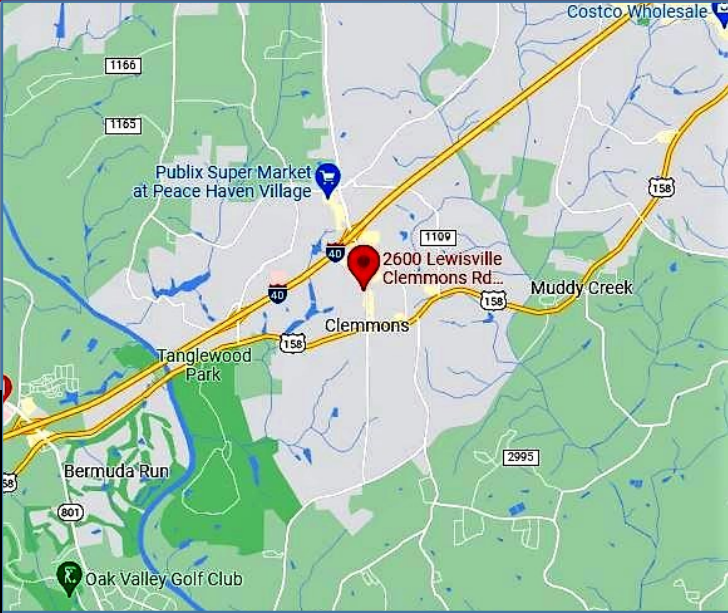 Costco Wholesale
1166
1165
Publix Super Market
at Peace Haven Village
158
1109
40
2600 Lewisville
Clemmons Rd...
40
Muddy Creek
158
Clemmons
158
Tanglewood
Park
2995
Bermuda Run
58
801
Oak Valley Golf Club